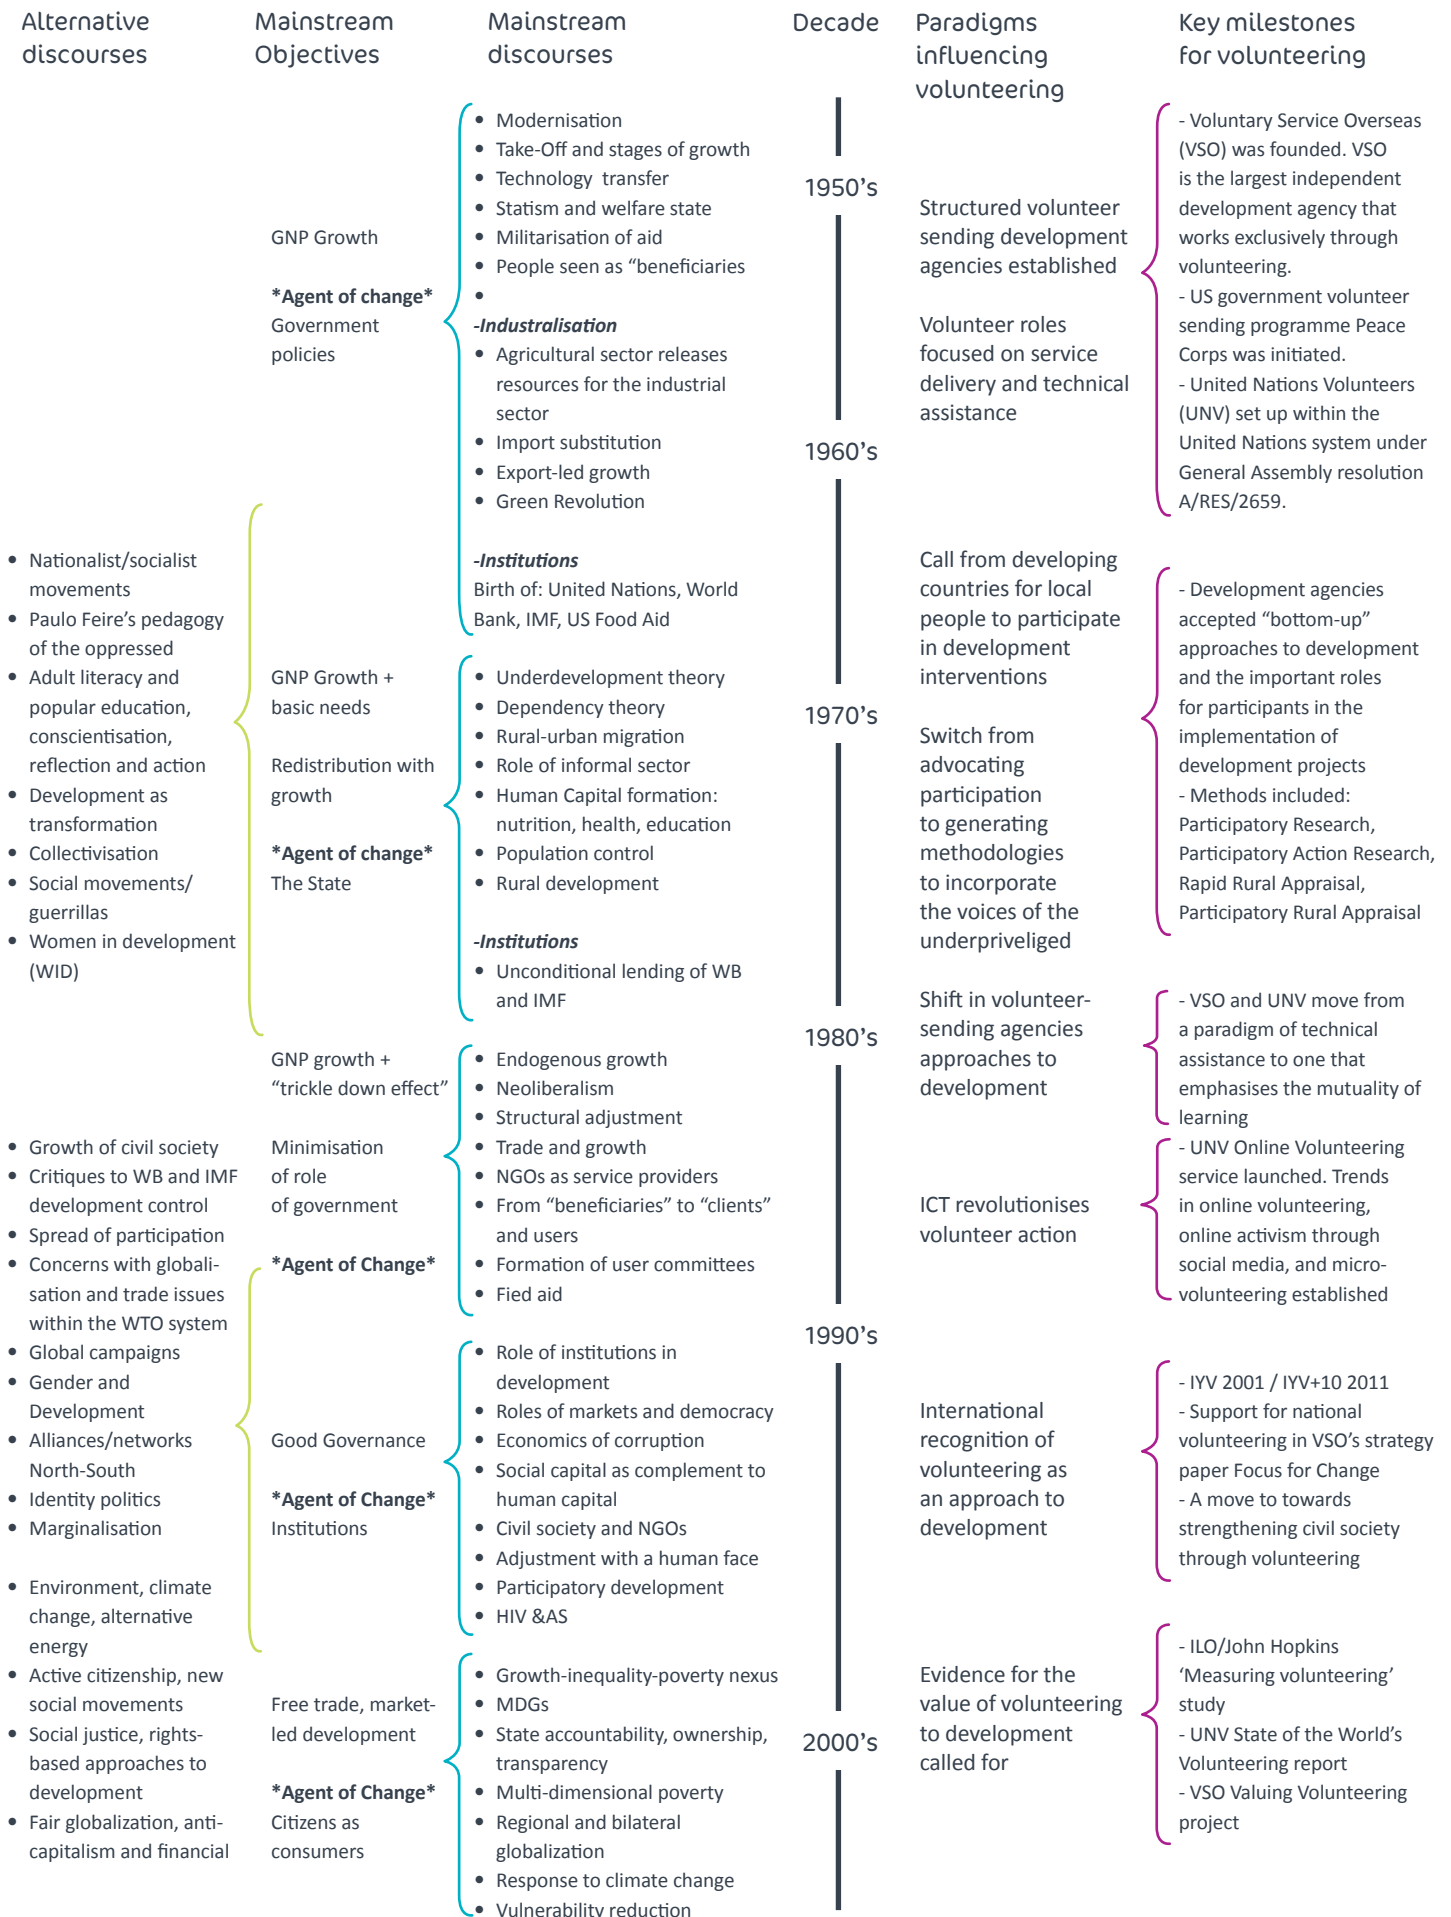 Alternative
discourses
Mainstream
Objectives
Mainstream
discourses
Decade
Paradigms
influencing
volunteering
Key milestones
for volunteering
• Nationalist/socialist
movements
• Paulo Feire's pedagogy
of the oppressed
• Adult literacy and
popular education,
conscientisation,
reflection and action
• Development as
transformation
• Collectivisation
• Social movements/
guerrillas
• Women in development
(WID)
• Growth of civil society
• Critiques to WB and IMF
development control
• Spread of participation
• Concerns with globali-
sation and trade issues
within the WTO system
• Global campaigns
• Gender and
Development
• Alliances/networks
North-South
• Identity politics
• Marginalisation
• Environment, climate
change, alternative
energy
• Active citizenship, new
social movements
• Social justice, rights-
based approaches to
development
• Fair globalization, anti-
capitalism and financial
GNP Growth
*Agent of change*
Government
policies
GNP Growth +
basic needs
Redistribution with
growth
*Agent of change*
The State
GNP growth +
“trickle down effect”
Minimisation
of role
of government
*Agent of Change*
Good Governance
*Agent of Change*
Institutions
Free trade, market-
led development
*Agent of Change*
Citizens as
consumers
• Modernisation
• Take-Off and stages of growth
• Technology transfer
• Statism and welfare state
• Militarisation of aid
• People seen as “beneficiaries
•
-Industralisation
• Agricultural sector releases
resources for the industrial
sector
• Import substitution
• Export-led growth
• Green Revolution
-Institutions
Birth of: United Nations, World
Bank, IMF, US Food Aid
• Underdevelopment theory
• Dependency theory
• Rural-urban migration
• Role of informal sector
• Human Capital formation:
nutrition, health, education
• Population control
• Rural development
-Institutions
• Unconditional lending of WB
and IMF
• Endogenous growth
• Neoliberalism
• Structural adjustment
• Trade and growth
• NGOs as service providers
• From “beneficiaries” to “clients”
and users
• Formation of user committees
• Fied aid
• Role of institutions in
development
• Roles of markets and democracy
• Economics of corruption
• Social capital as complement to
human capital
• Civil society and NGOs
• Adjustment with a human face
• Participatory development
• HIV &AS
• Growth-inequality-poverty nexus
• MDGs
• State accountability, ownership,
transparency
• Multi-dimensional poverty
• Regional and bilateral
globalization
• Response to climate change
• Vulnerability reduction
1950's
1960's
1970's
1980's
1990's
2000's
Structured volunteer
sending development
agencies established
Volunteer roles
focused on service
delivery and technical
assistance
Call from developing
countries for local
people to participate
in development
interventions
Switch from
advocating
participation
to generating
methodologies
to incorporate
the voices of the
underpriveliged
Shift in volunteer-
sending agencies
approaches to
development
ICT revolutionises
volunteer action
International
recognition of
volunteering as
an approach to
development
Evidence for the
value of volunteering
to development
called for
- Voluntary Service Overseas
(VSO) was founded. VSO
is the largest independent
development agency that
works exclusively through
volunteering.
- US government volunteer
sending programme Peace
Corps was initiated.
- United Nations Volunteers
(UNV) set up within the
United Nations system under
General Assembly resolution
A/RES/2659.
- Development agencies
accepted “bottom-up”
approaches to development
and the important roles
for participants in the
implementation of
development projects
- Methods included:
Participatory Research,
Participatory Action Research,
Rapid Rural Appraisal,
Participatory Rural Appraisal
- VSO and UNV move from
a paradigm of technical
assistance to one that
emphasises the mutuality of
learning
- UNV Online Volunteering
service launched. Trends
in online volunteering,
online activism through
social media, and micro-
volunteering established
- IYV 2001 / IYV+10 2011
- Support for national
volunteering in VSO's strategy
paper Focus for Change
- A move to towards
strengthening civil society
through volunteering
- ILO/John Hopkins
‘Measuring volunteering’
study
- UNV State of the World's
Volunteering report
- VSO Valuing Volunteering
project